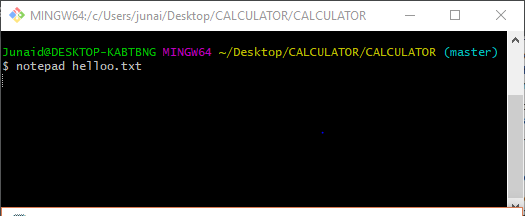 MINGW64:/c/Users/junai/Desktop/CALCULATOR/CALCULATOR
Junaid@DESKTOP-KABTBNG MINGW64 ~/Desktop/CALCULATOR/CALCULATOR (master)
$ notepad helloo.txt